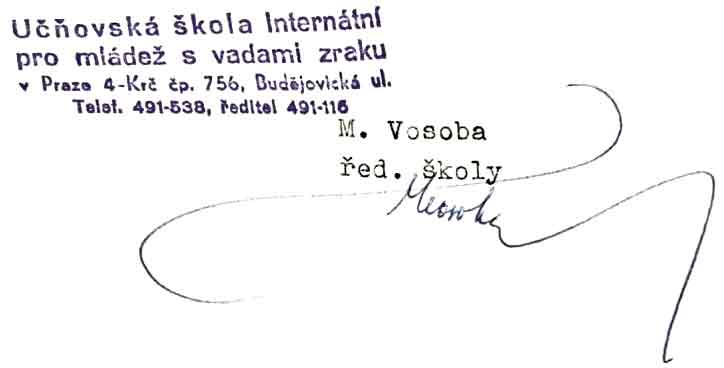 Učňovská škola Internátní
pro mládež s vadami zraku
v Praze 4-Krč čp. 756, Budějovická ul.
Telef. 491-538, ředitel 491-116
M. Vosoba
řed. školy